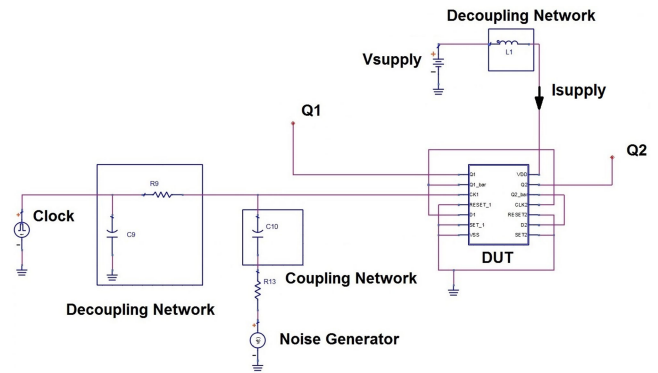 Decoupling Network
L1
Vsupply
Isupply
Q1
Q2
Q1
Q1_bar
CK1
RESET_1
D1
SET_1
VSS
VDD
Q2
Q2_bar
CLK2
RESET2
D2
SET2
DUT
R9
Clock
C9
C10
Coupling Network
R13
Decoupling Network
Noise Generator